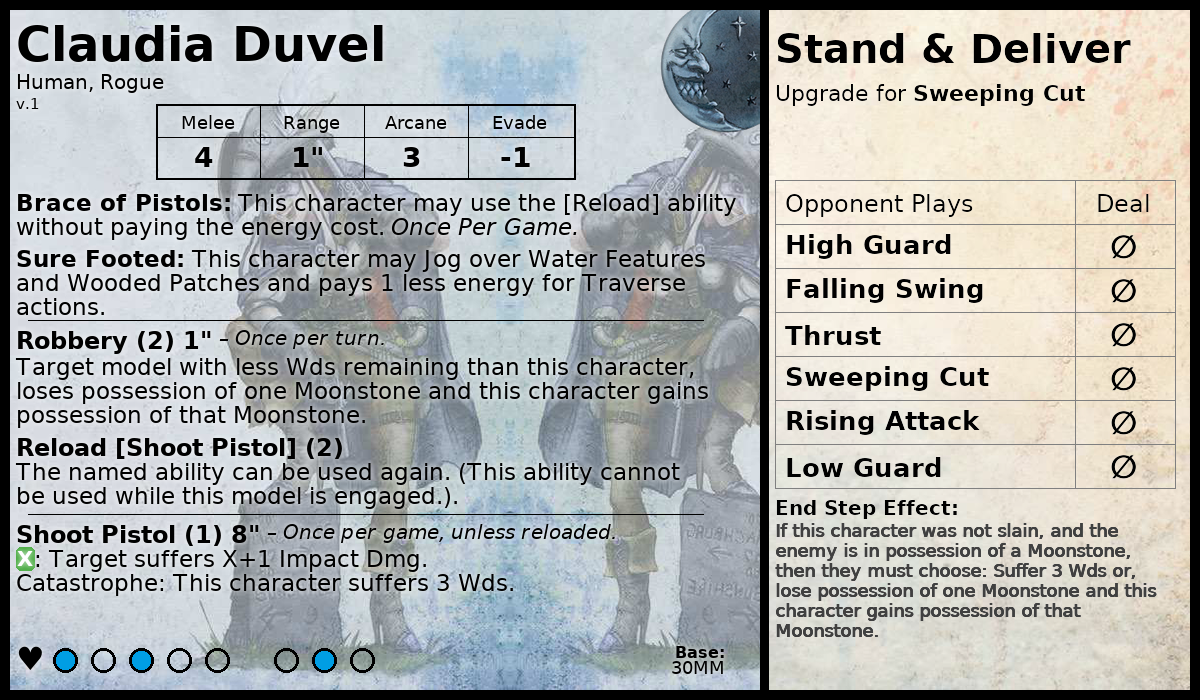 Claudia Duvel
Human, Rogue
v.1
Melee Range Arcane Evade
4 1" 3 -1
Brace of Pistols: This character may use the [Reload] ability
without paying the energy cost. Once Per Game.
Sure Footed: This character may Jog over Water Features
and Wooded Patches and pays 1 less energy for Traverse
actions.
Robbery (2) 1" – Once per turn.
Target model with less Wds remaining than this character,
loses possession of one Moonstone and this character gains
possession of that Moonstone.
Reload [Shoot Pistol] (2)
The named ability can be used again. (This ability cannot
be used while this model is engaged.).
Shoot Pistol (1) 8" – Once per game, unless reloaded.
X: Target suffers X+1 Impact Dmg.
Catastrophe: This character suffers 3 Wds.
Base:
30MM
Stand & Deliver
Upgrade for Sweeping Cut
Opponent Plays Deal
High Guard ∅
Falling Swing ∅
Thrust ∅
Sweeping Cut ∅
Rising Attack ∅
Low Guard ∅
End Step Effect:
If this character was not slain, and the
enemy is in possession of a Moonstone,
then they must choose: Suffer 3 Wds or,
lose possession of one Moonstone and this
character gains possession of that
Moonstone.